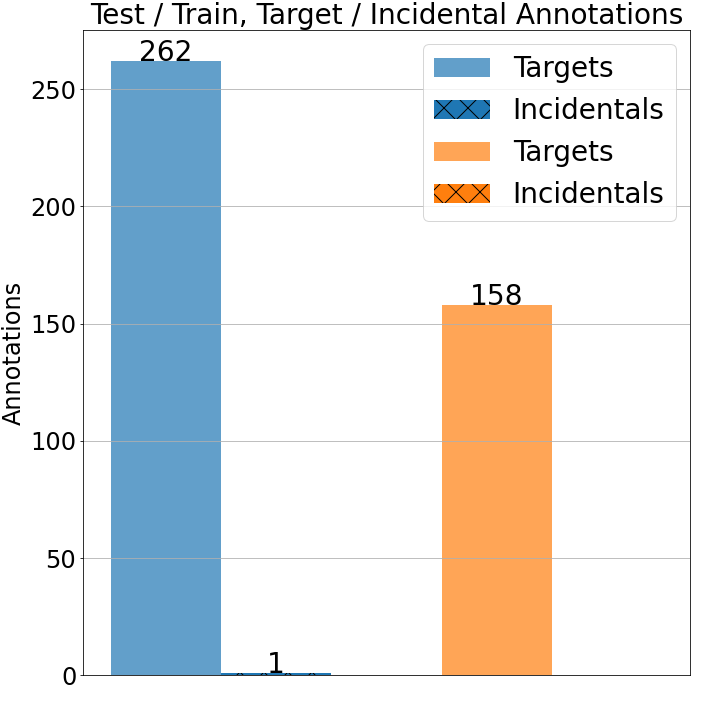 Test / Train, Target / Incidental Annotations
262
Targets
Incidentals
Targets
Incidentals
158
1
Annotations
250
200
150
100
50
0